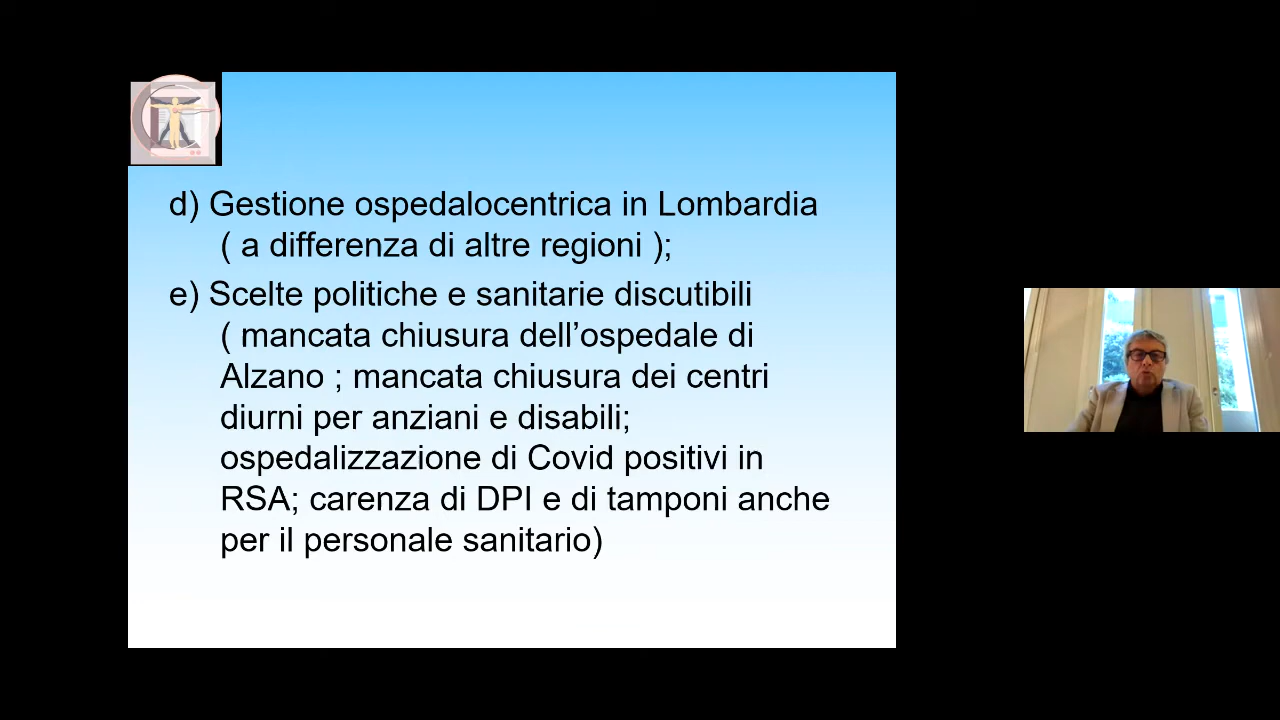 d) Gestione ospedalocentrica in Lombardia
( a differenza di altre regioni );
e) Scelte politiche e sanitarie discutibili
( mancata chiusura dell’ospedale di
Alzano ; mancata chiusura dei centri
diurni per anziani e disabili;
ospedalizzazione di Covid positivi in
RSA; carenza di DPI e di tamponi anche
per il personale sanitario)